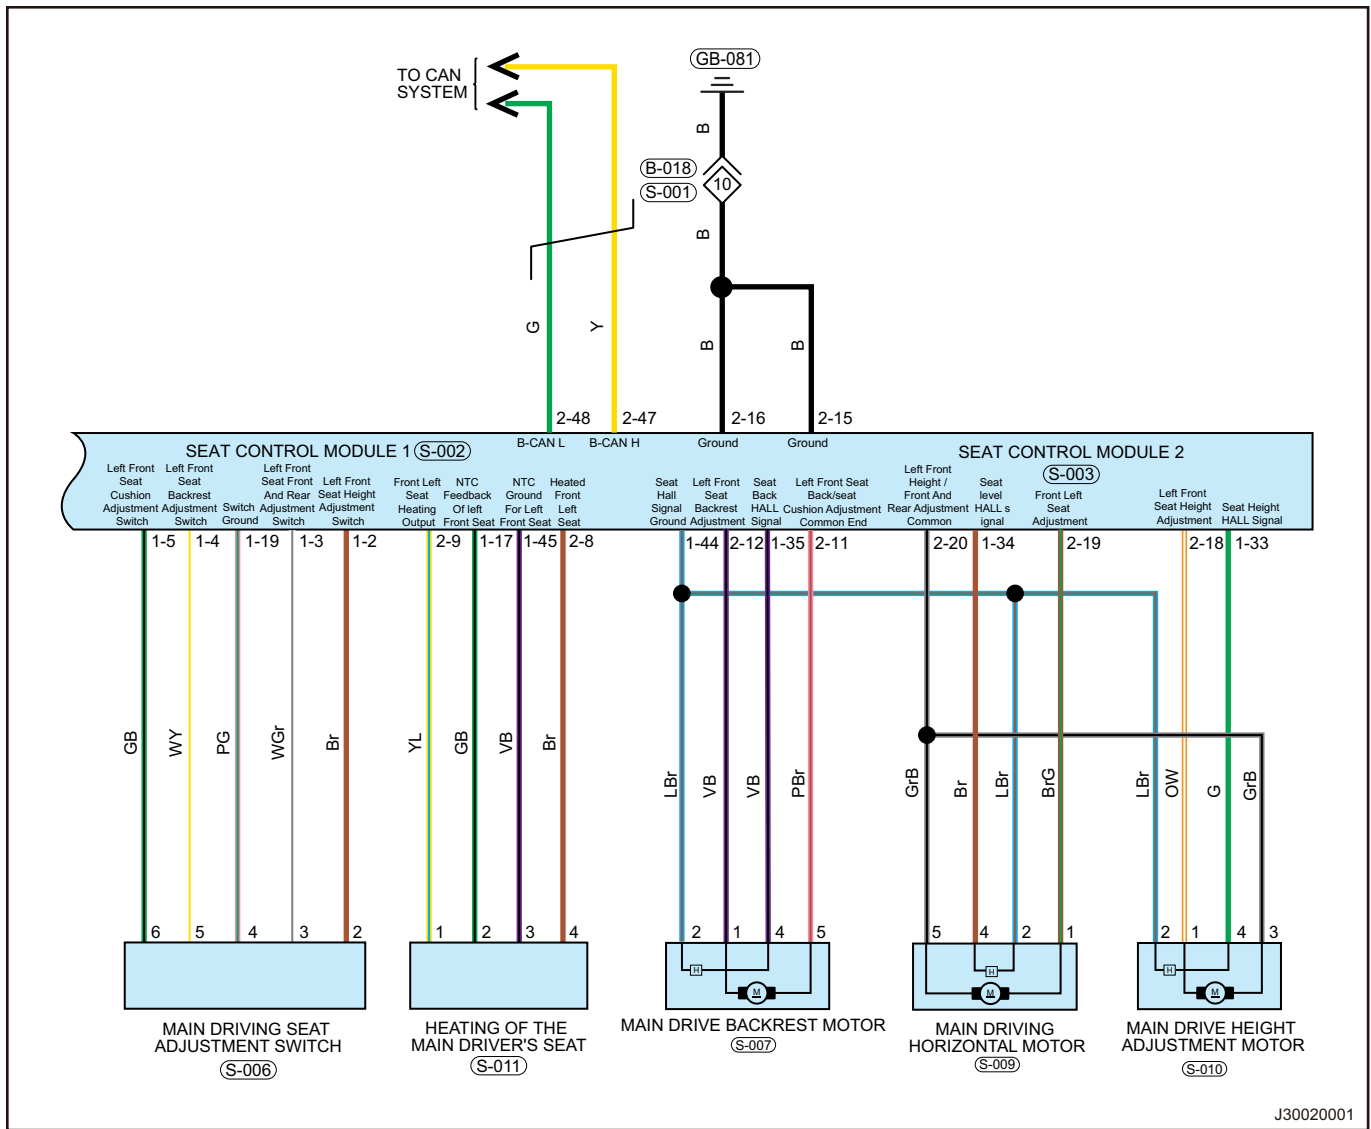 GB-081
TO CAN
SYSTEM
B
B-018
10
S-001
B
G
Y
B
B
2-48
2-47
2-16
2-15
B-CAN L
B-CAN H
Ground
Ground
SEAT CONTROL MODULE 1
S-002
SEAT CONTROL MODULE 2
S-003
Left Front
Seat
Cushion
Adjustment
Switch
Left Front
Seat
Backrest
Adjustment
Switch
Switch
Ground
Left Front
Seat Front
And Rear
Adjustment
Switch
Left Front
Seat Height
Adjustment
Switch
Front Left
Seat
Heating
Output
NTC
Feedback
Of left
Front Seat
NTC
Ground
For Left
Front Seat
Heated
Front
Left
Seat
Seat
Hall
Signal
Ground
Left Front
Seat
Backrest
Adjustment
Seat
Back
HALL
Signal
Left Front Seat
Back/seat
Cushion Adjustment
Common End
Left Front
Height /
Front And
Rear Adjustment
Common
Seat
level
HALL s
ignal
Front Left
Seat
Adjustment
Left Front
Seat Height
Adjustment
Seat Height
HALL Signal
1-5
1-4
1-19
1-3
1-2
2-9
1-17
1-45
2-8
1-44
2-12
1-35
2-11
2-20
1-34
2-19
2-18
1-33
GB
WY
PG
WGr
Br
YL
GB
VB
Br
LBr
VB
VB
PBr
GrB
Br
LBr
BrG
LBr
OW
G
GrB
6
5
4
3
2
1
2
3
4
2
1
4
5
5
4
2
1
2
1
4
3
H
M
H
M
H
M
MAIN DRIVING SEAT
ADJUSTMENT SWITCH
S-006
HEATING OF THE
MAIN DRIVER'S SEAT
S-011
MAIN DRIVE BACKREST MOTOR
S-007
MAIN DRIVING
HORIZONTAL MOTOR
S-009
MAIN DRIVE HEIGHT
ADJUSTMENT MOTOR
S-010
J30020001